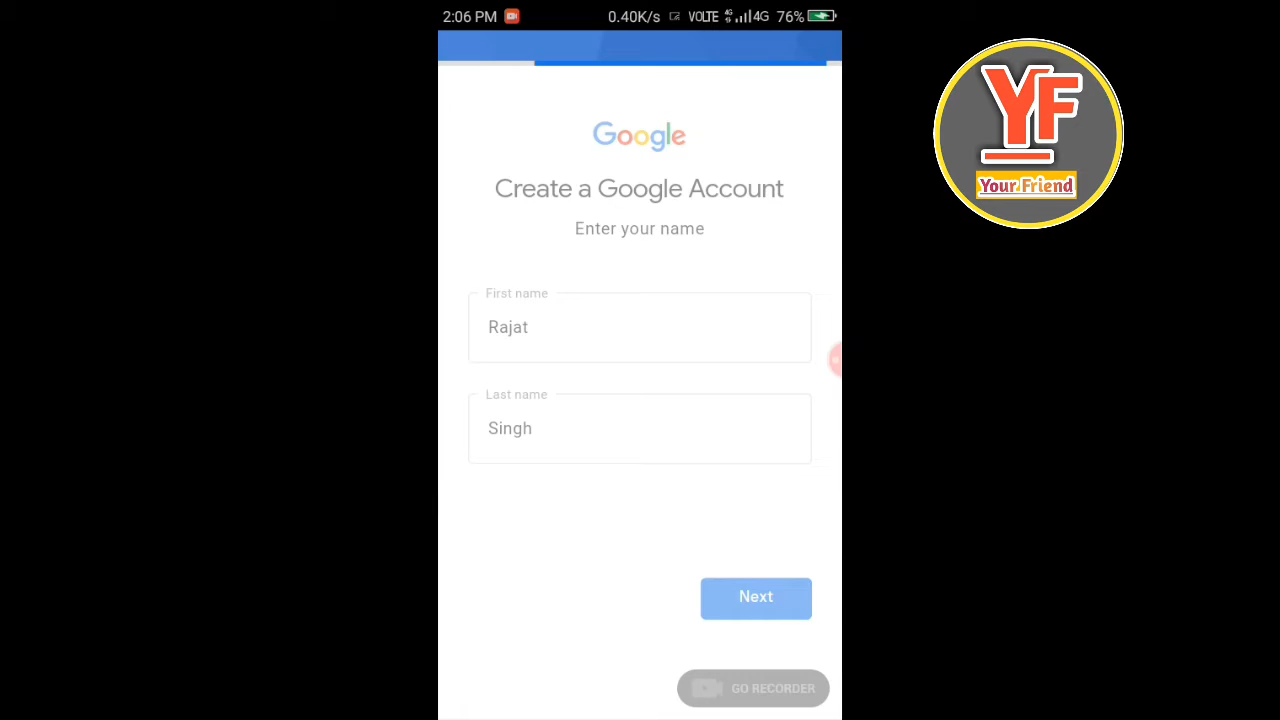 2:06 PM 0.40K/s VOLTE 4G 4G 76%
YF
Your Friend
Google
Create a Google Account
Enter your name
First name
Rajat
Last name
Singh
Next
GO RECORDER